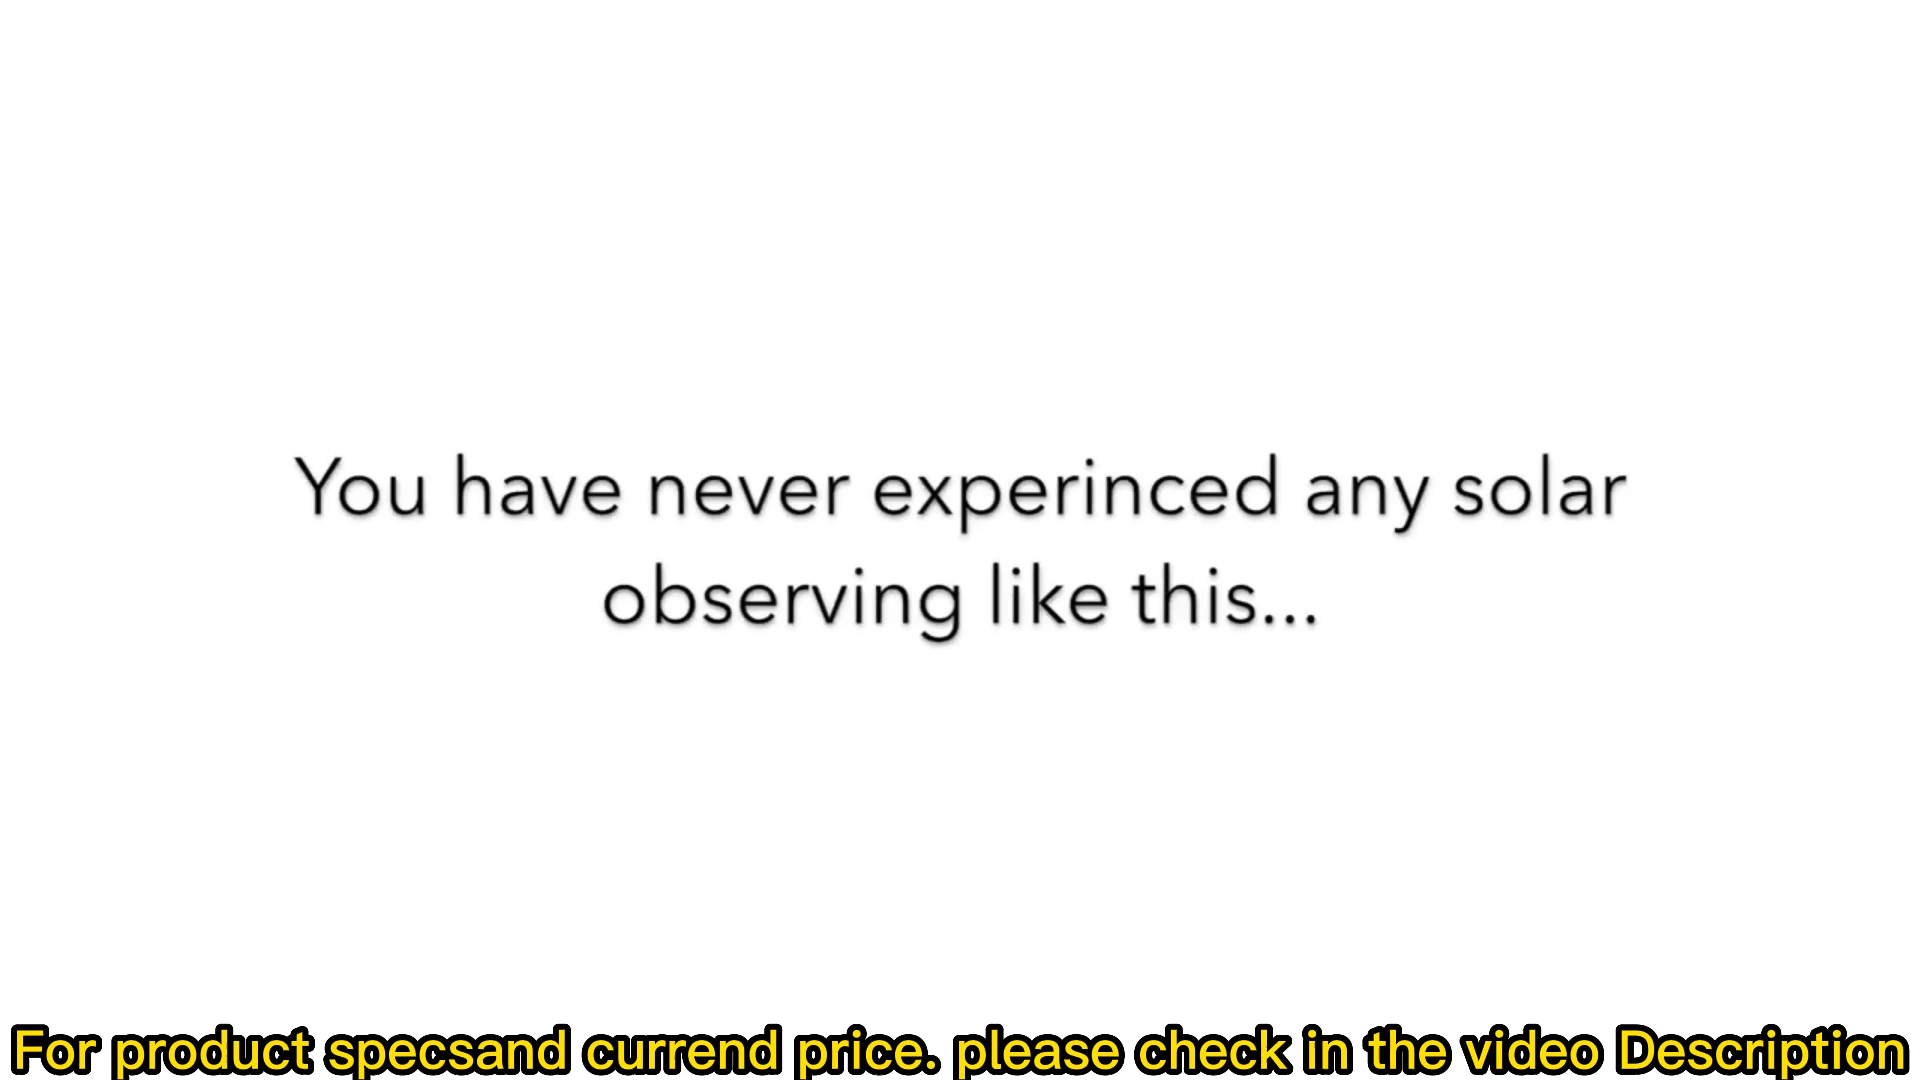 You have never experinced any solar
observing like this...
For product specsand currend price. please check in the video Description